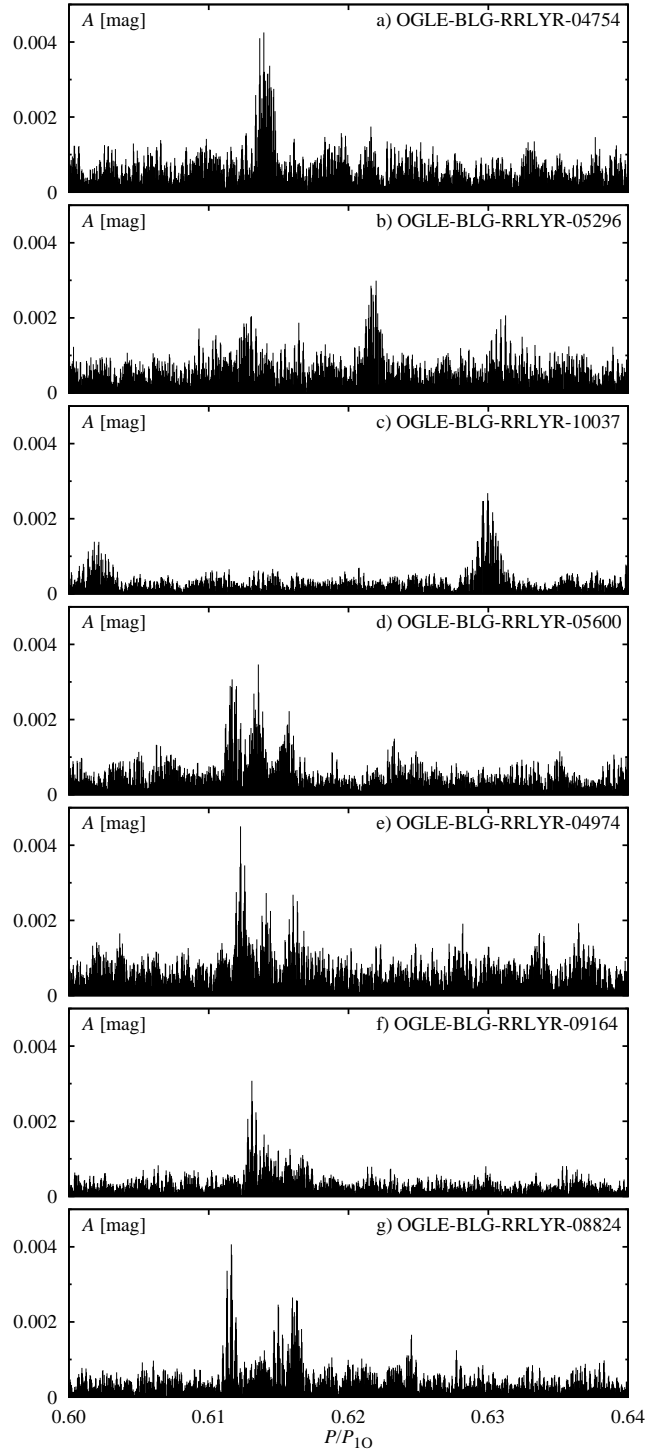 A [mag] a) OGLE-BLG-RRLYR-04754
0.004
0.002
0
A [mag] b) OGLE-BLG-RRLYR-05296
0.004
0.002
0
A [mag] c) OGLE-BLG-RRLYR-10037
0.004
0.002
0
A [mag] d) OGLE-BLG-RRLYR-05600
0.004
0.002
0
A [mag] e) OGLE-BLG-RRLYR-04974
0.004
0.002
0
A [mag] f) OGLE-BLG-RRLYR-09164
0.004
0.002
0
A [mag] g) OGLE-BLG-RRLYR-08824
0.004
0.002
0
0.60 0.61 0.62 0.63 0.64
P/P1O